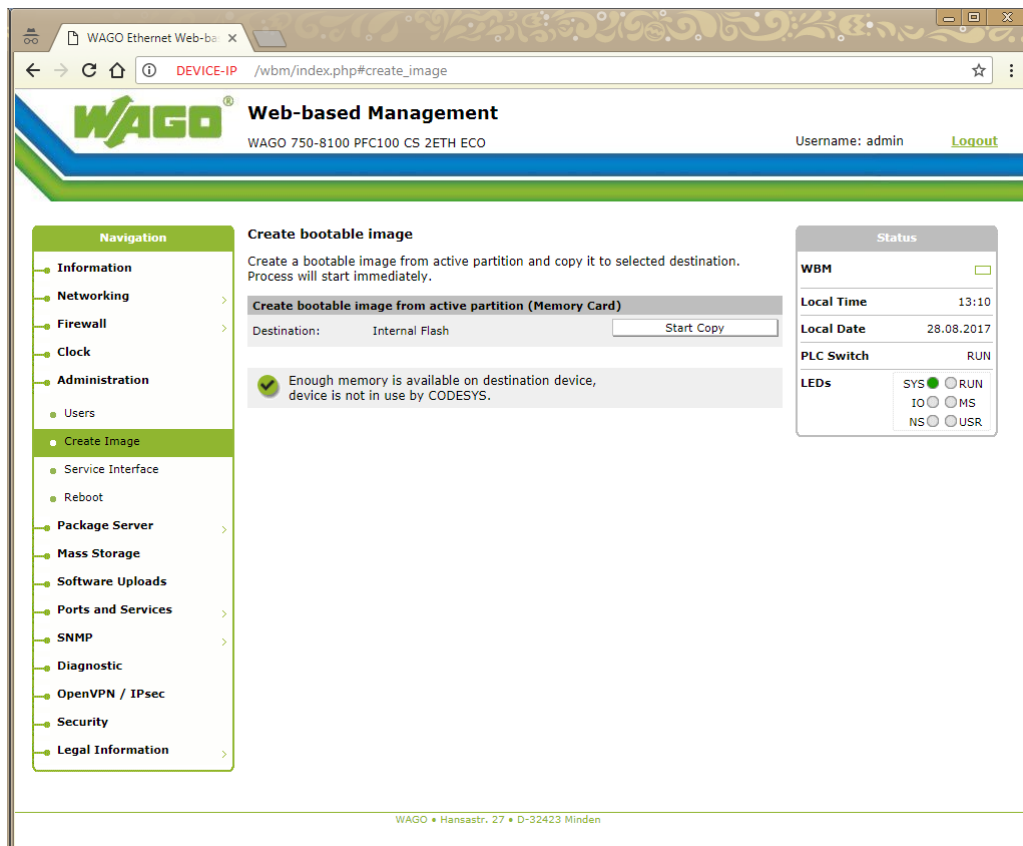 WAGO Ethernet Web-ba
DEVICE-IP /wbm/index.php#create_image
WAGO®
Web-based Management
WAGO 750-8100 PFC100 CS 2ETH ECO
Username: admin
Logout
Navigation
Information
Networking
Firewall
Clock
Administration
Users
Create Image
Service Interface
Reboot
Package Server
Mass Storage
Software Uploads
Ports and Services
SNMP
Diagnostic
OpenVPN / IPsec
Security
Legal Information
Create bootable image
Create a bootable image from active partition and copy it to selected destination.
Process will start immediately.
Create bootable image from active partition (Memory Card)
Destination: Internal Flash Start Copy
Enough memory is available on destination device,
device is not in use by CODESYS.
Status
WBM
Local Time 13:10
Local Date 28.08.2017
PLC Switch RUN
LEDs SYS RUN
IO MS
NS USR
WAGO • Hansastr. 27 • D-32423 Minden